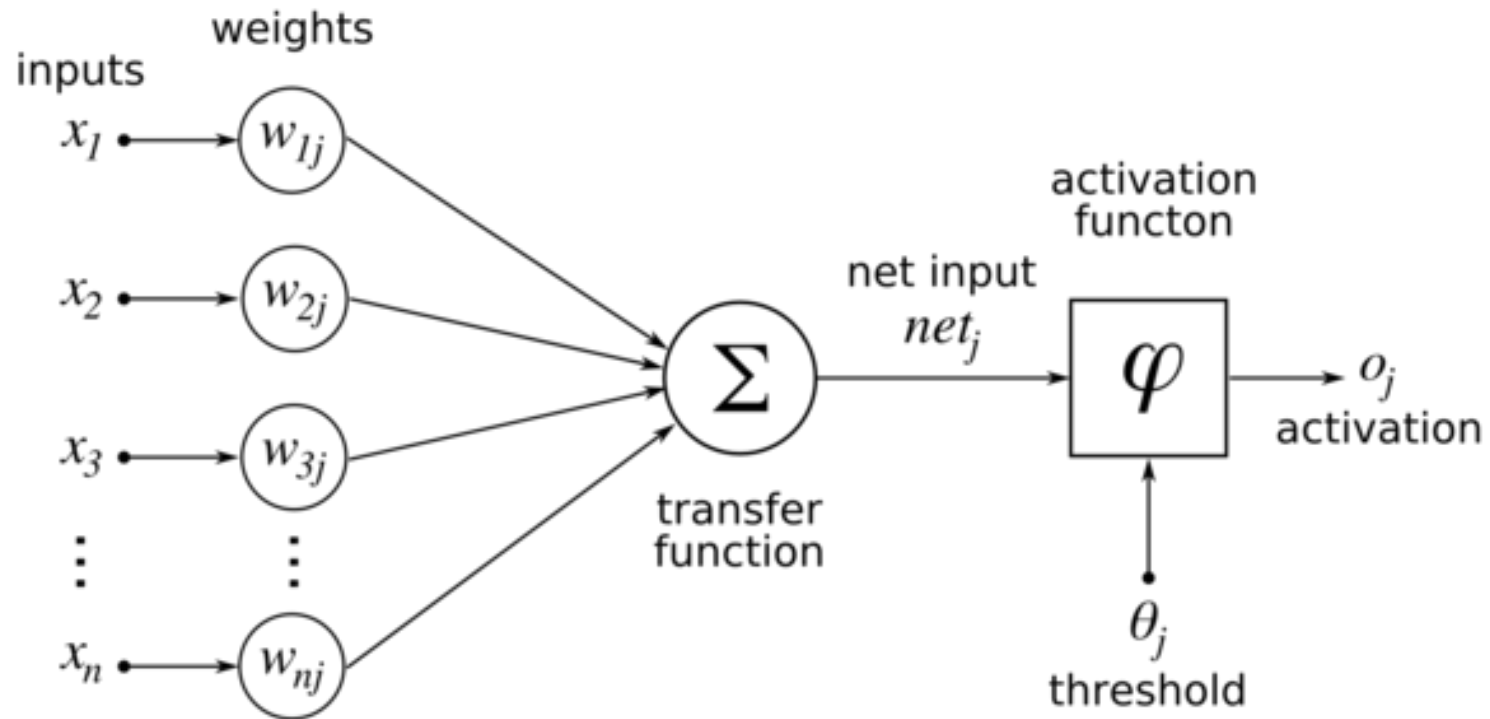 weights
inputs
x₁
w₁ⱼ
activation
functon
x₂
w₂ⱼ
net input
netⱼ
Σ
φ
oⱼ
activation
x₃
w₃ⱼ
transfer
function
⋮
⋮
θⱼ
threshold
xₙ
wₙⱼ